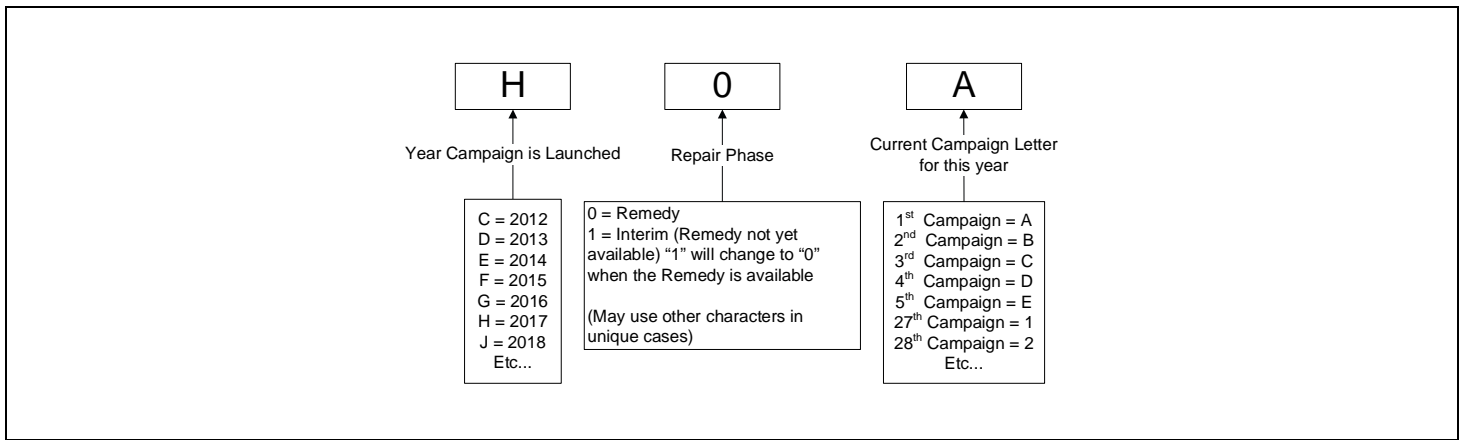 H
0
A
Year Campaign is Launched
Repair Phase
Current Campaign Letter
for this year
C = 2012
D = 2013
E = 2014
F = 2015
G = 2016
H = 2017
J = 2018
Etc...
0 = Remedy
1 = Interim (Remedy not yet
available) “1” will change to “0”
when the Remedy is available
(May use other characters in
unique cases)
1st Campaign = A
2nd Campaign = B
3rd Campaign = C
4th Campaign = D
5th Campaign = E
27th Campaign = 1
28th Campaign = 2
Etc...